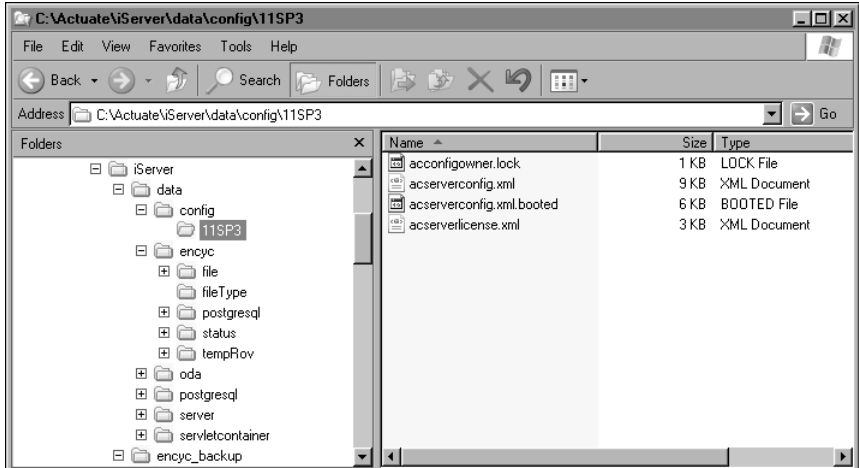 C:\Actuate\iServer\data\config\11SP3
File Edit View Favorites Tools Help
Back Search Folders
Address C:\Actuate\iServer\data\config\11SP3 Go
Folders
iServer
data
config
11SP3
encyc
file
fileType
postgresql
status
tempRov
oda
postgresql
server
servletcontainer
encyc_backup
Name Size Type
acconfigowner.lock 1 KB LOCK File
acserverconfig.xml 9 KB XML Document
acserverconfig.xml.booted 6 KB BOOTED File
acserverlicense.xml 3 KB XML Document